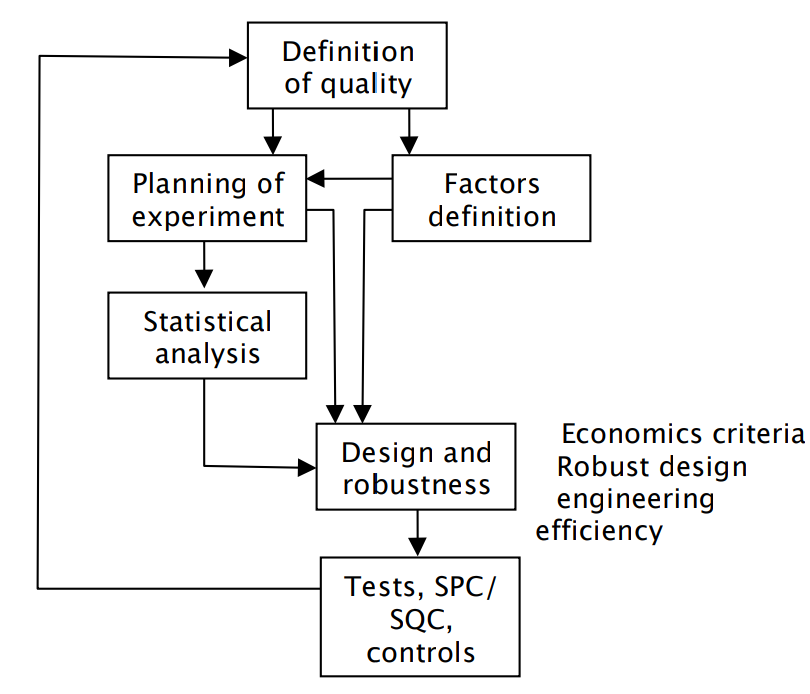 Definition
of quality
Planning of
experiment
Factors
definition
Statistical
analysis
Design and
robustness
Economics criteria
Robust design
engineering
efficiency
Tests, SPC/
SQC,
controls